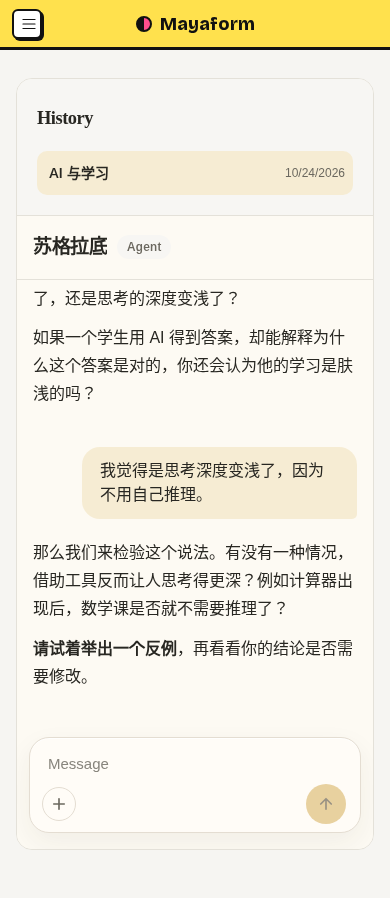 Mayaform
History
AI 与学习
10/24/2026
苏格拉底
Agent
了，还是思考的深度变浅了？
如果一个学生用 AI 得到答案，却能解释为什
么这个答案是对的，你还会认为他的学习是肤
浅的吗？
我觉得是思考深度变浅了，因为
不用自己推理。
那么我们来检验这个说法。有没有一种情况，
借助工具反而让人思考得更深？例如计算器出
现后，数学课是否就不需要推理了？
请试着举出一个反例，再看看你的结论是否需
要修改。
Message